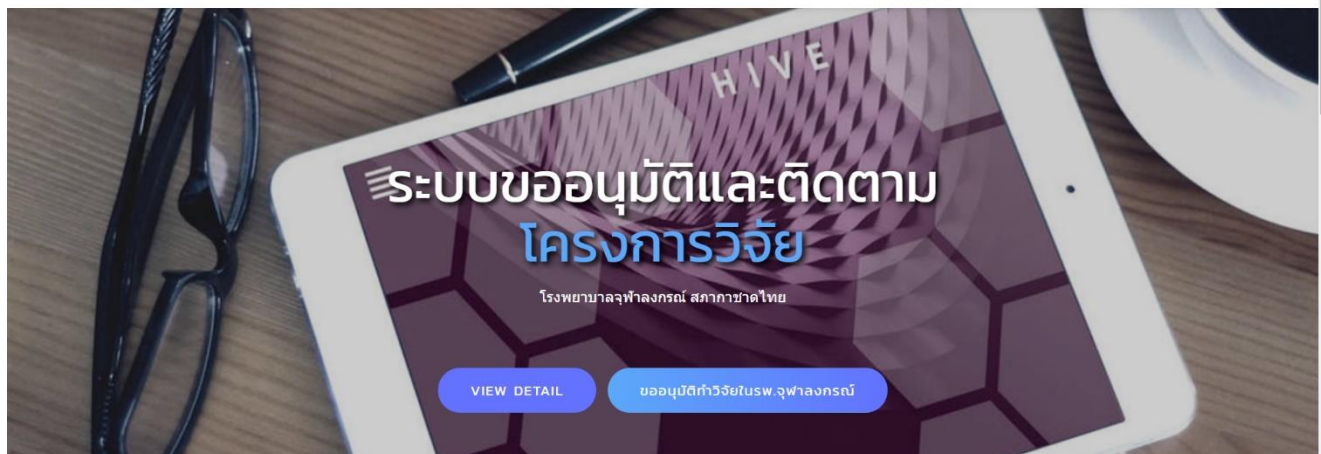 HIVE
ระบบขออนุมัติและติดตาม
โครงการวิจัย
โรงพยาบาลจุฬาลงกรณ์ สภากาชาดไทย
VIEW DETAIL
ขออนุมัติทำวิจัยในรพ.จุฬาลงกรณ์